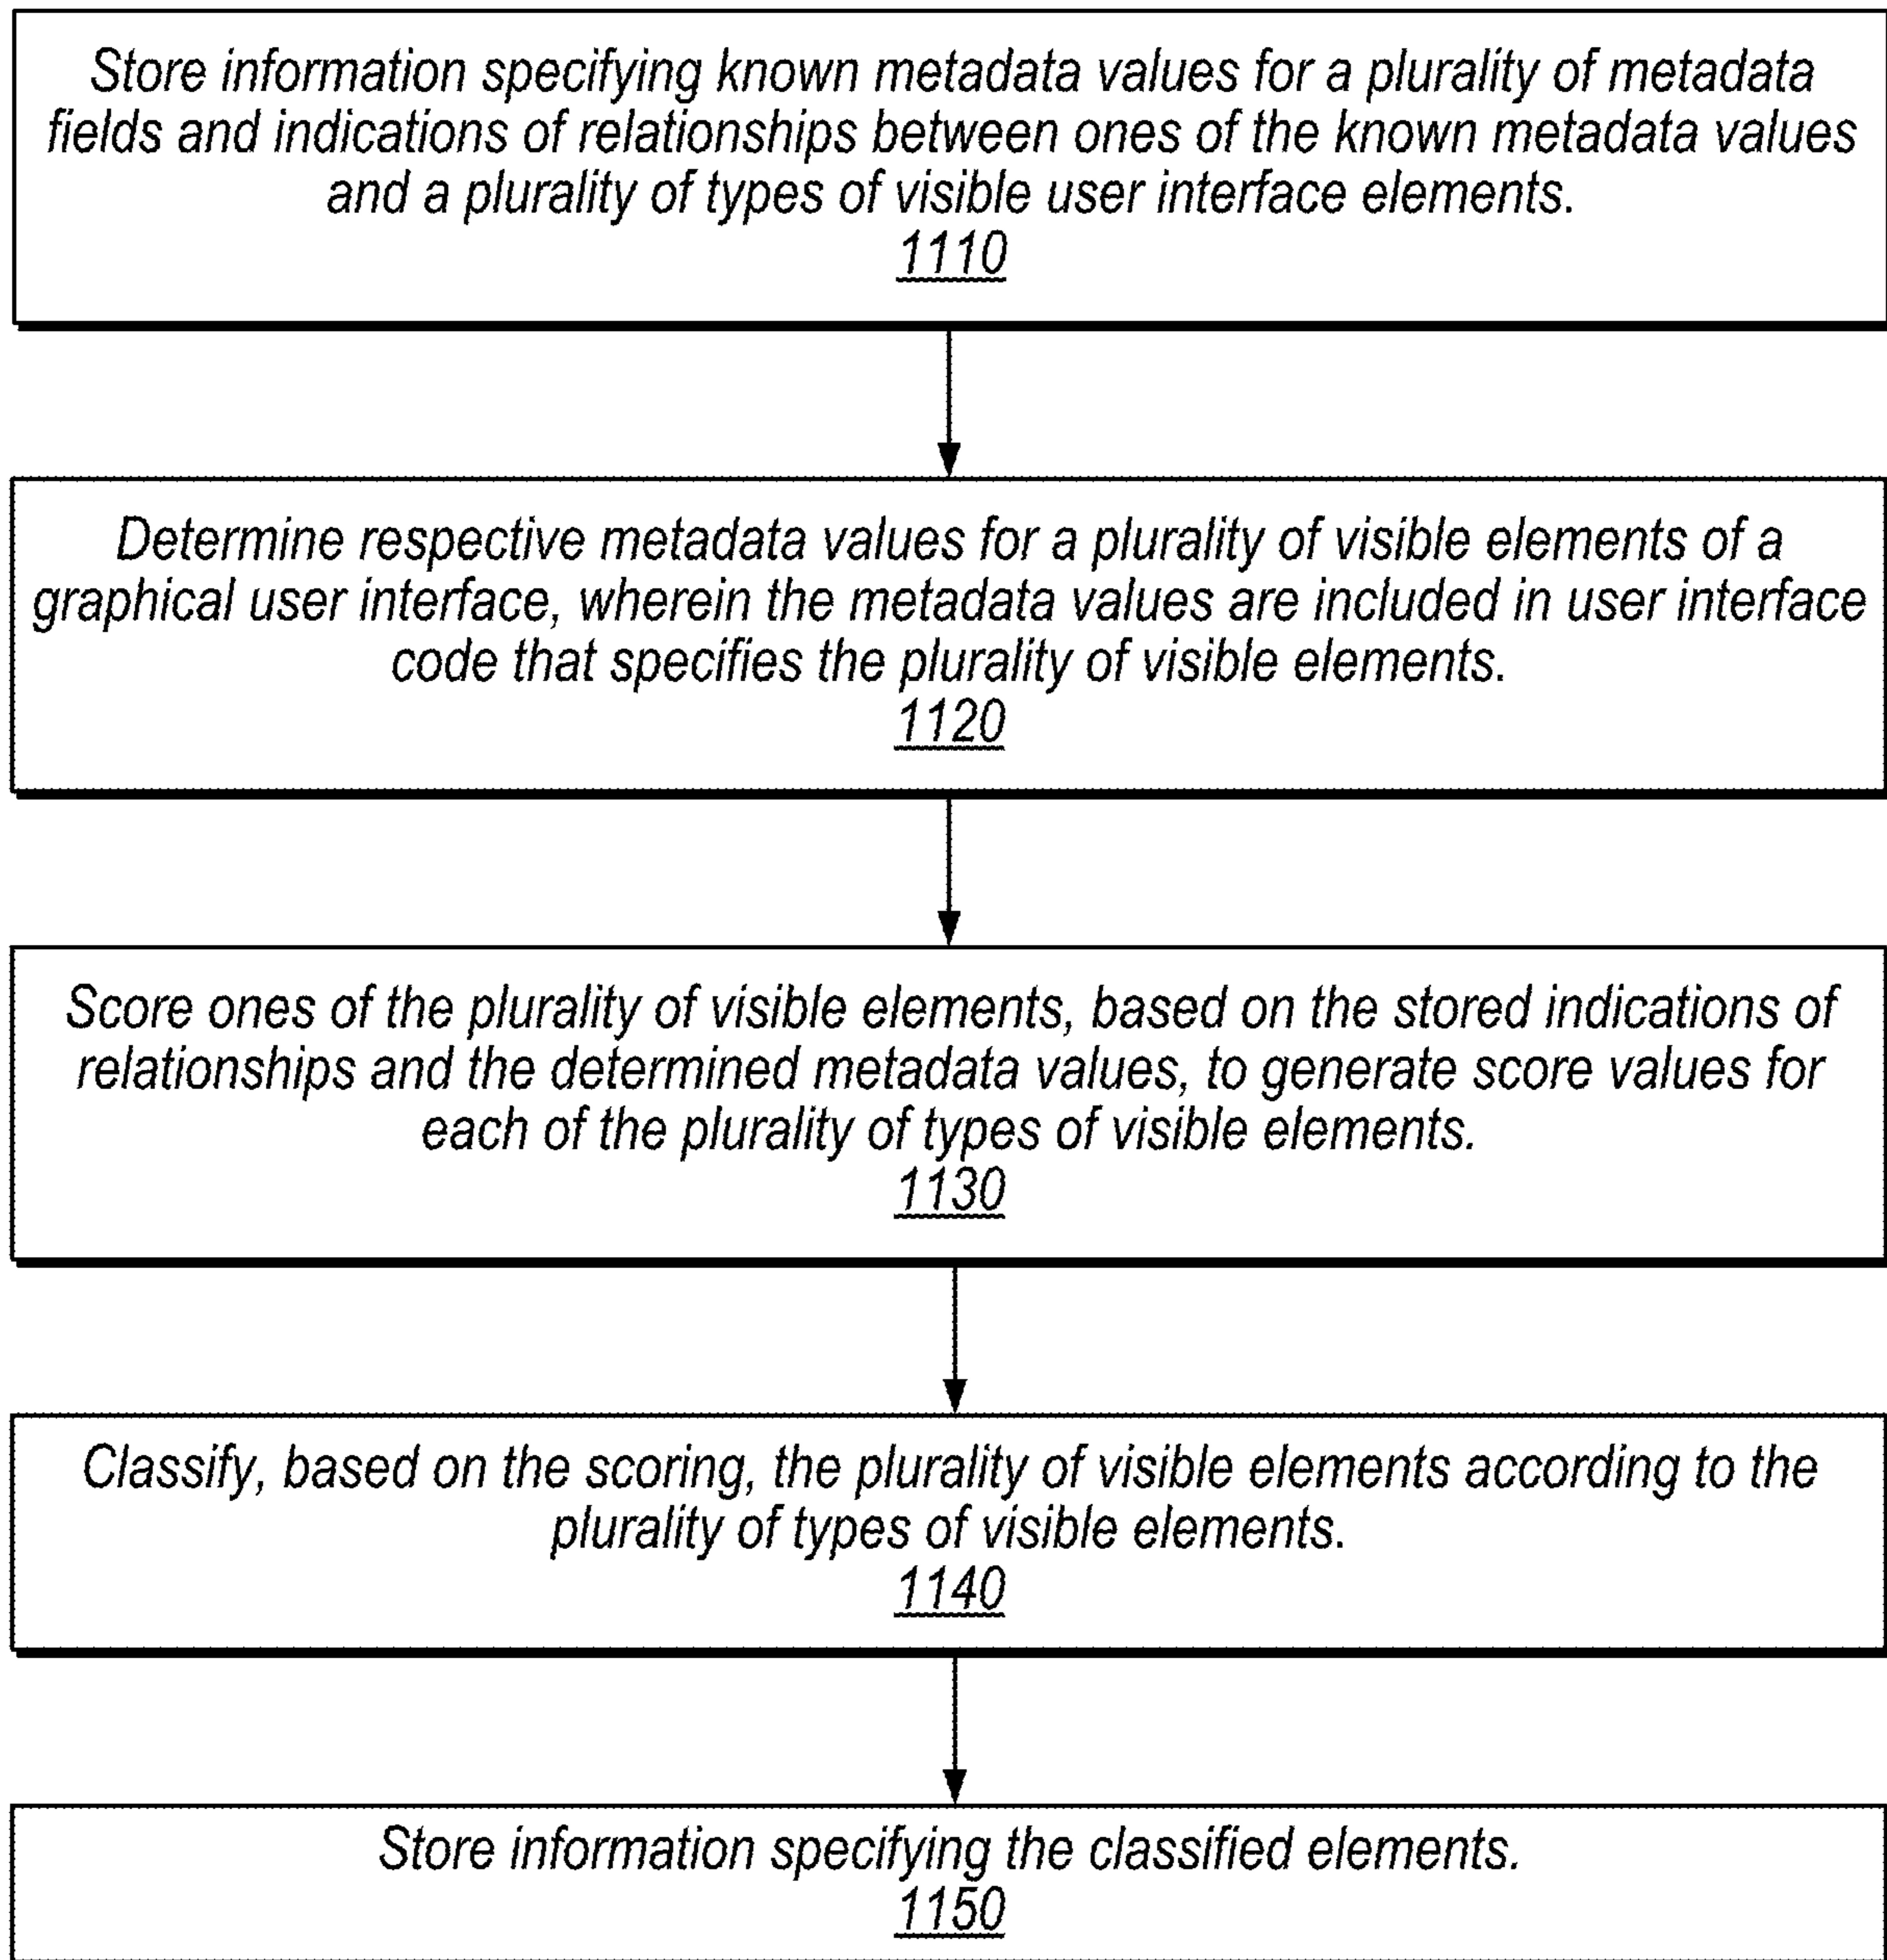 Store information specifying known metadata values for a plurality of metadata
fields and indications of relationships between ones of the known metadata values
and a plurality of types of visible user interface elements.
1110
Determine respective metadata values for a plurality of visible elements of a
graphical user interface, wherein the metadata values are included in user interface
code that specifies the plurality of visible elements.
1120
Score ones of the plurality of visible elements, based on the stored indications of
relationships and the determined metadata values, to generate score values for
each of the plurality of types of visible elements.
1130
Classify, based on the scoring, the plurality of visible elements according to the
plurality of types of visible elements.
1140
Store information specifying the classified elements.
1150